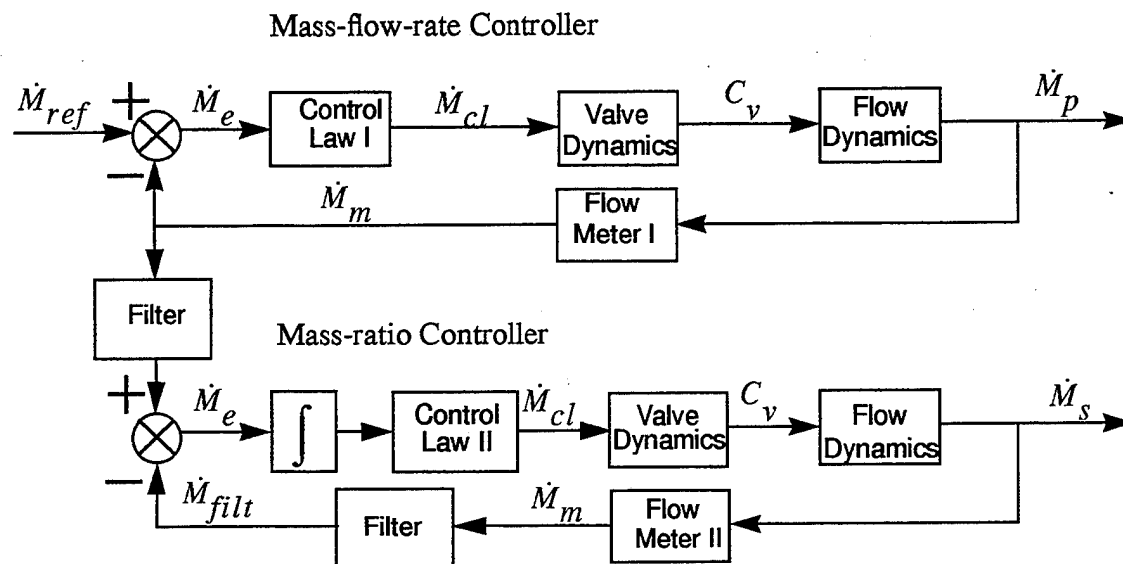 Mass-flow-rate Controller
Ṁref
+
Ṁe
Control
Law I
Ṁcl
Valve
Dynamics
Cv
Flow
Dynamics
Ṁp
−
Ṁm
Flow
Meter I
Filter
Mass-ratio Controller
+
Ṁe
∫
Control
Law II
Ṁcl
Valve
Dynamics
Cv
Flow
Dynamics
Ṁs
−
Ṁfilt
Filter
Ṁm
Flow
Meter II